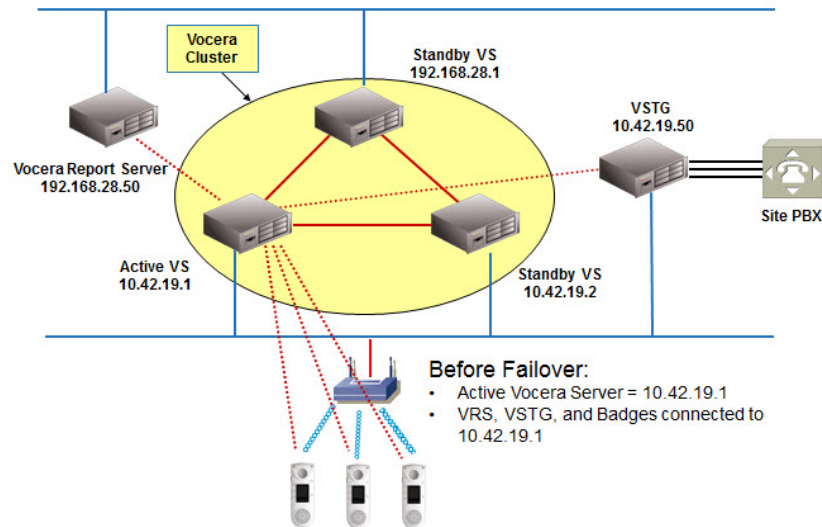 Vocera
Cluster
Standby VS
192.168.28.1
VSTG
10.42.19.50
Vocera Report Server
192.168.28.50
Site PBX
Active VS
10.42.19.1
Standby VS
10.42.19.2
Before Failover:
• Active Vocera Server = 10.42.19.1
• VRS, VSTG, and Badges connected to
10.42.19.1